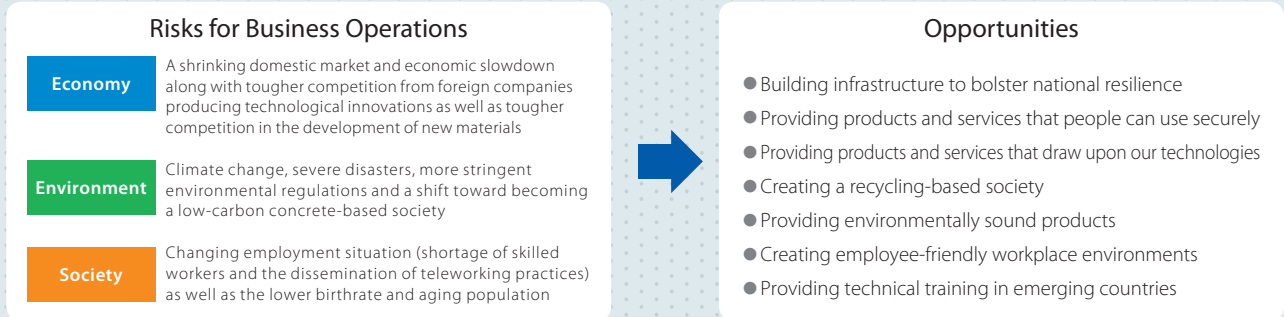 Risks for Business Operations
Economy
A shrinking domestic market and economic slowdown
along with tougher competition from foreign companies
producing technological innovations as well as tougher
competition in the development of new materials
Environment
Climate change, severe disasters, more stringent
environmental regulations and a shift toward becoming
a low-carbon concrete-based society
Society
Changing employment situation (shortage of skilled
workers and the dissemination of teleworking practices)
as well as the lower birthrate and aging population
Opportunities
● Building infrastructure to bolster national resilience
● Providing products and services that people can use securely
● Providing products and services that draw upon our technologies
● Creating a recycling-based society
● Providing environmentally sound products
● Creating employee-friendly workplace environments
● Providing technical training in emerging countries